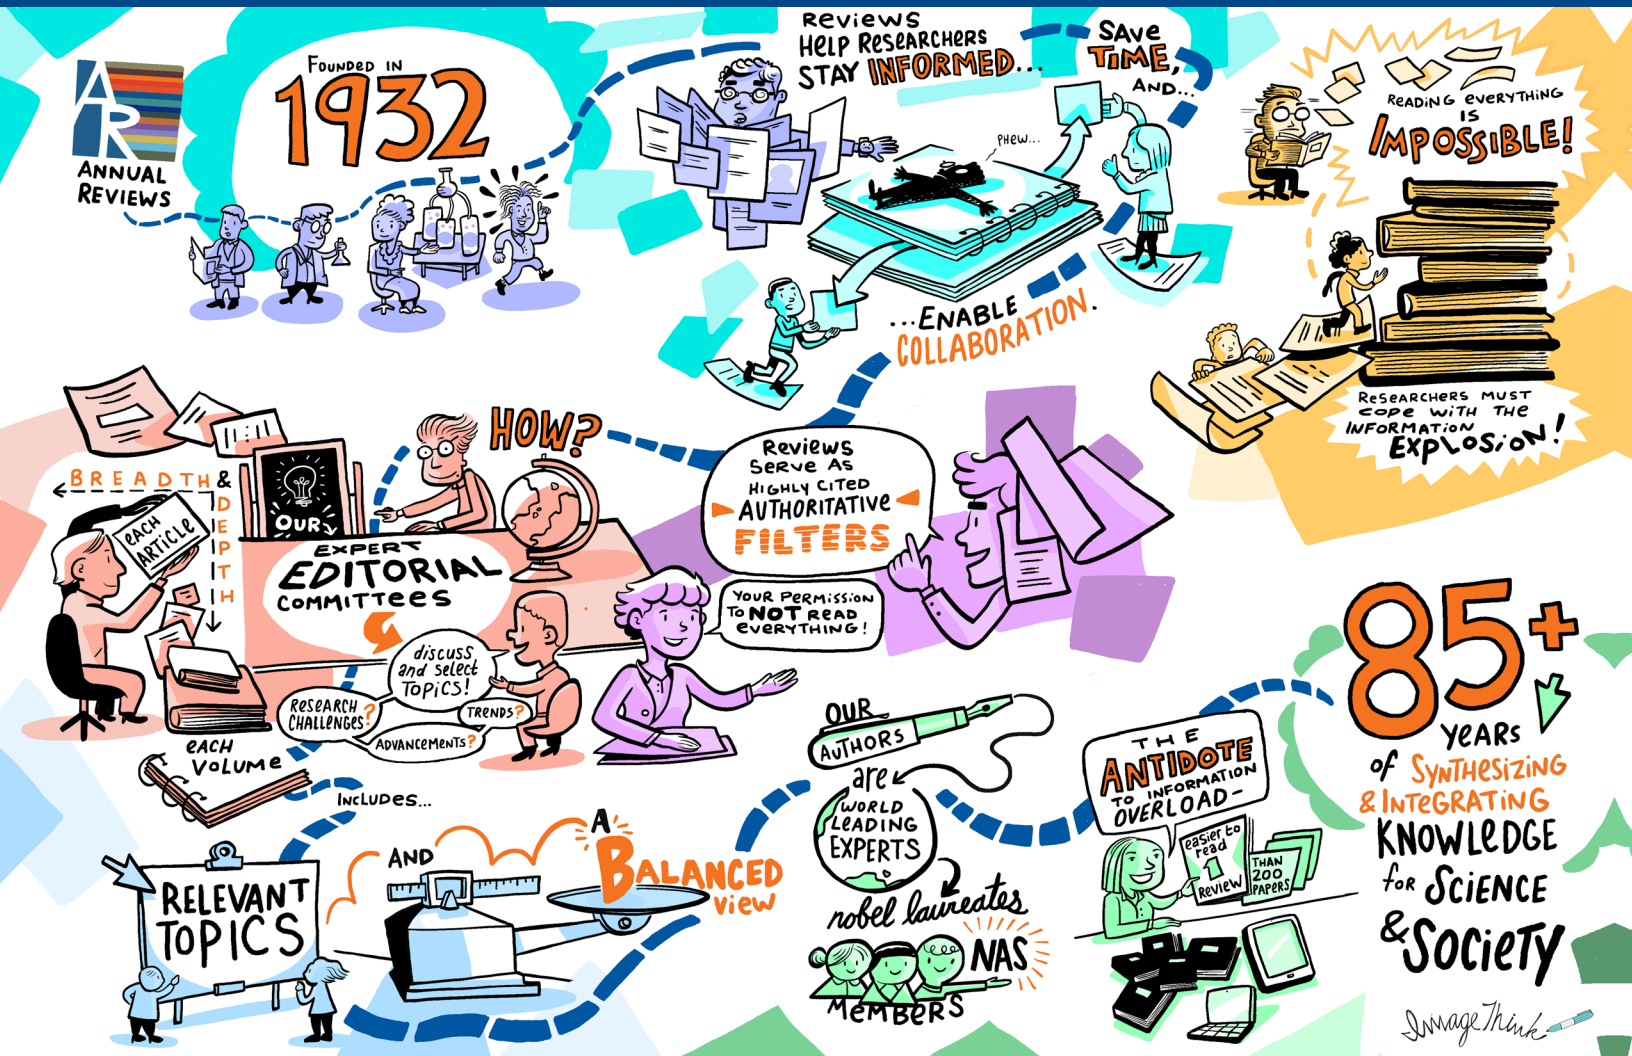 AR
ANNUAL
REVIEWS
FOUNDED IN
1932
REVIEWS
HELP RESEARCHERS
STAY INFORMED...
SAVE
TIME,
AND...
PHEW...
...ENABLE
COLLABORATION.
READING EVERYTHING
IS
IMPOSSIBLE!
RESEARCHERS MUST
COPE WITH THE
INFORMATION
EXPLOSION!
HOW?
REVIEWS
SERVE AS
HIGHLY CITED
AUTHORITATIVE
FILTERS
YOUR PERMISSION
TO NOT READ
EVERYTHING!
BREADTH &
DEPTH
EACH
ARTICLE
OUR
EXPERT
EDITORIAL
COMMITTEES
discuss
and select
TOPICS!
RESEARCH
CHALLENGES?
TRENDS?
ADVANCEMENTS?
EACH
VOLUME
INCLUDES...
RELEVANT
TOPICS
AND
A
BALANCED
VIEW
OUR
AUTHORS
are
WORLD
LEADING
EXPERTS
nobel laureates
NAS
MEMBERS
THE
ANTIDOTE
TO INFORMATION
OVERLOAD-
easier to
read
1
REVIEW
THAN
200
PAPERS
85+
YEARS
of SYNTHESIZING
& INTEGRATING
KNOWLEDGE
for SCIENCE
& SOCIETY
ImageThink